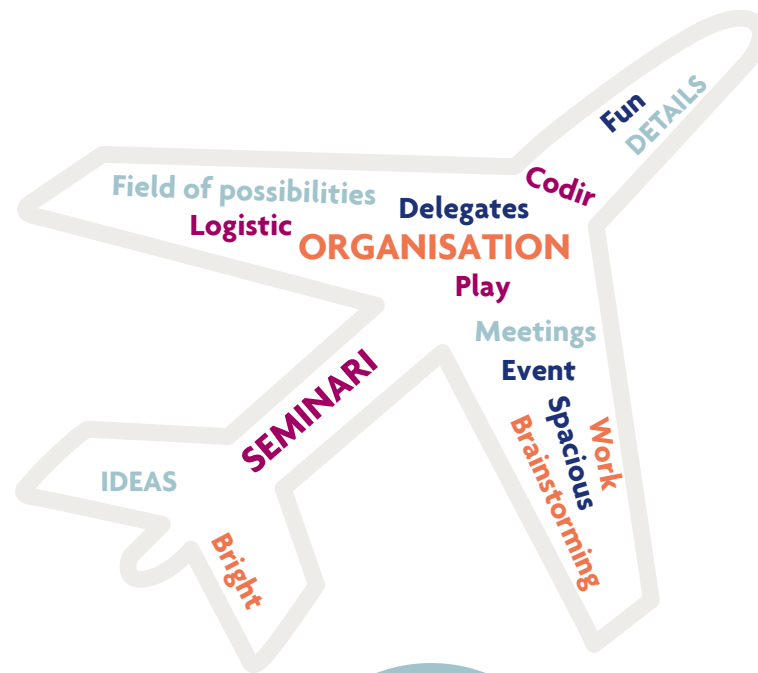 Fun
DETAILS
Codir
Field of possibilities
Delegates
Logistic
ORGANISATION
Play
Meetings
Event
SEMINARI
Spacious
Work
Brainstorming
IDEAS
Bright